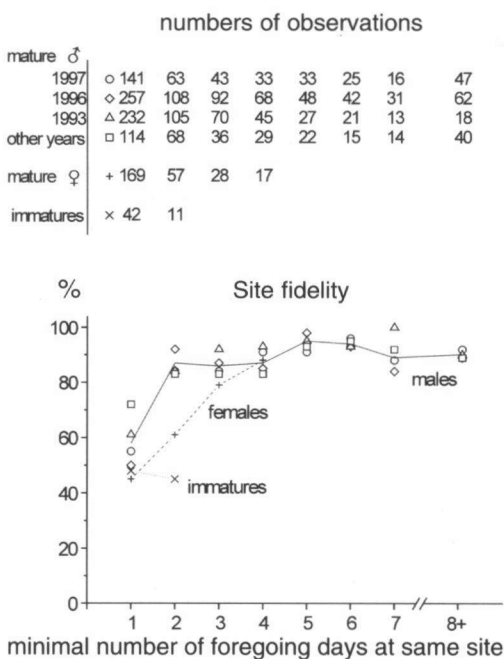 numbers of observations
mature ♂
1997 ○ 141 63 43 33 33 25 16 47
1996 ◇ 257 108 92 68 48 42 31 62
1993 △ 232 105 70 45 27 21 13 18
other years □ 114 68 36 29 22 15 14 40
mature ♀ + 169 57 28 17
immatures × 42 11
% Site fidelity
100
80
60
40
20
0
males
females
immatures
1 2 3 4 5 6 7 8+
minimal number of foregoing days at same site